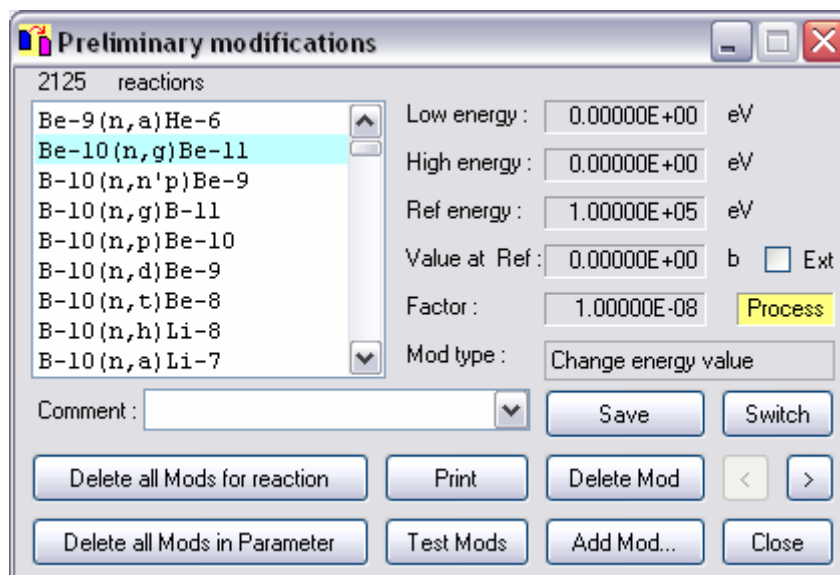 Preliminary modifications
2125 reactions
Be-9(n,a)He-6
Be-10(n,g)Be-11
B-10(n,n'p)Be-9
B-10(n,g)B-11
B-10(n,p)Be-10
B-10(n,d)Be-9
B-10(n,t)Be-8
B-10(n,h)Li-8
B-10(n,a)Li-7
Low energy : 0.00000E+00 eV
High energy : 0.00000E+00 eV
Ref energy : 1.00000E+05 eV
Value at Ref : 0.00000E+00 b Ext
Factor : 1.00000E-08 Process
Mod type : Change energy value
Comment : Save Switch
Delete all Mods for reaction Print Delete Mod < >
Delete all Mods in Parameter Test Mods Add Mod... Close